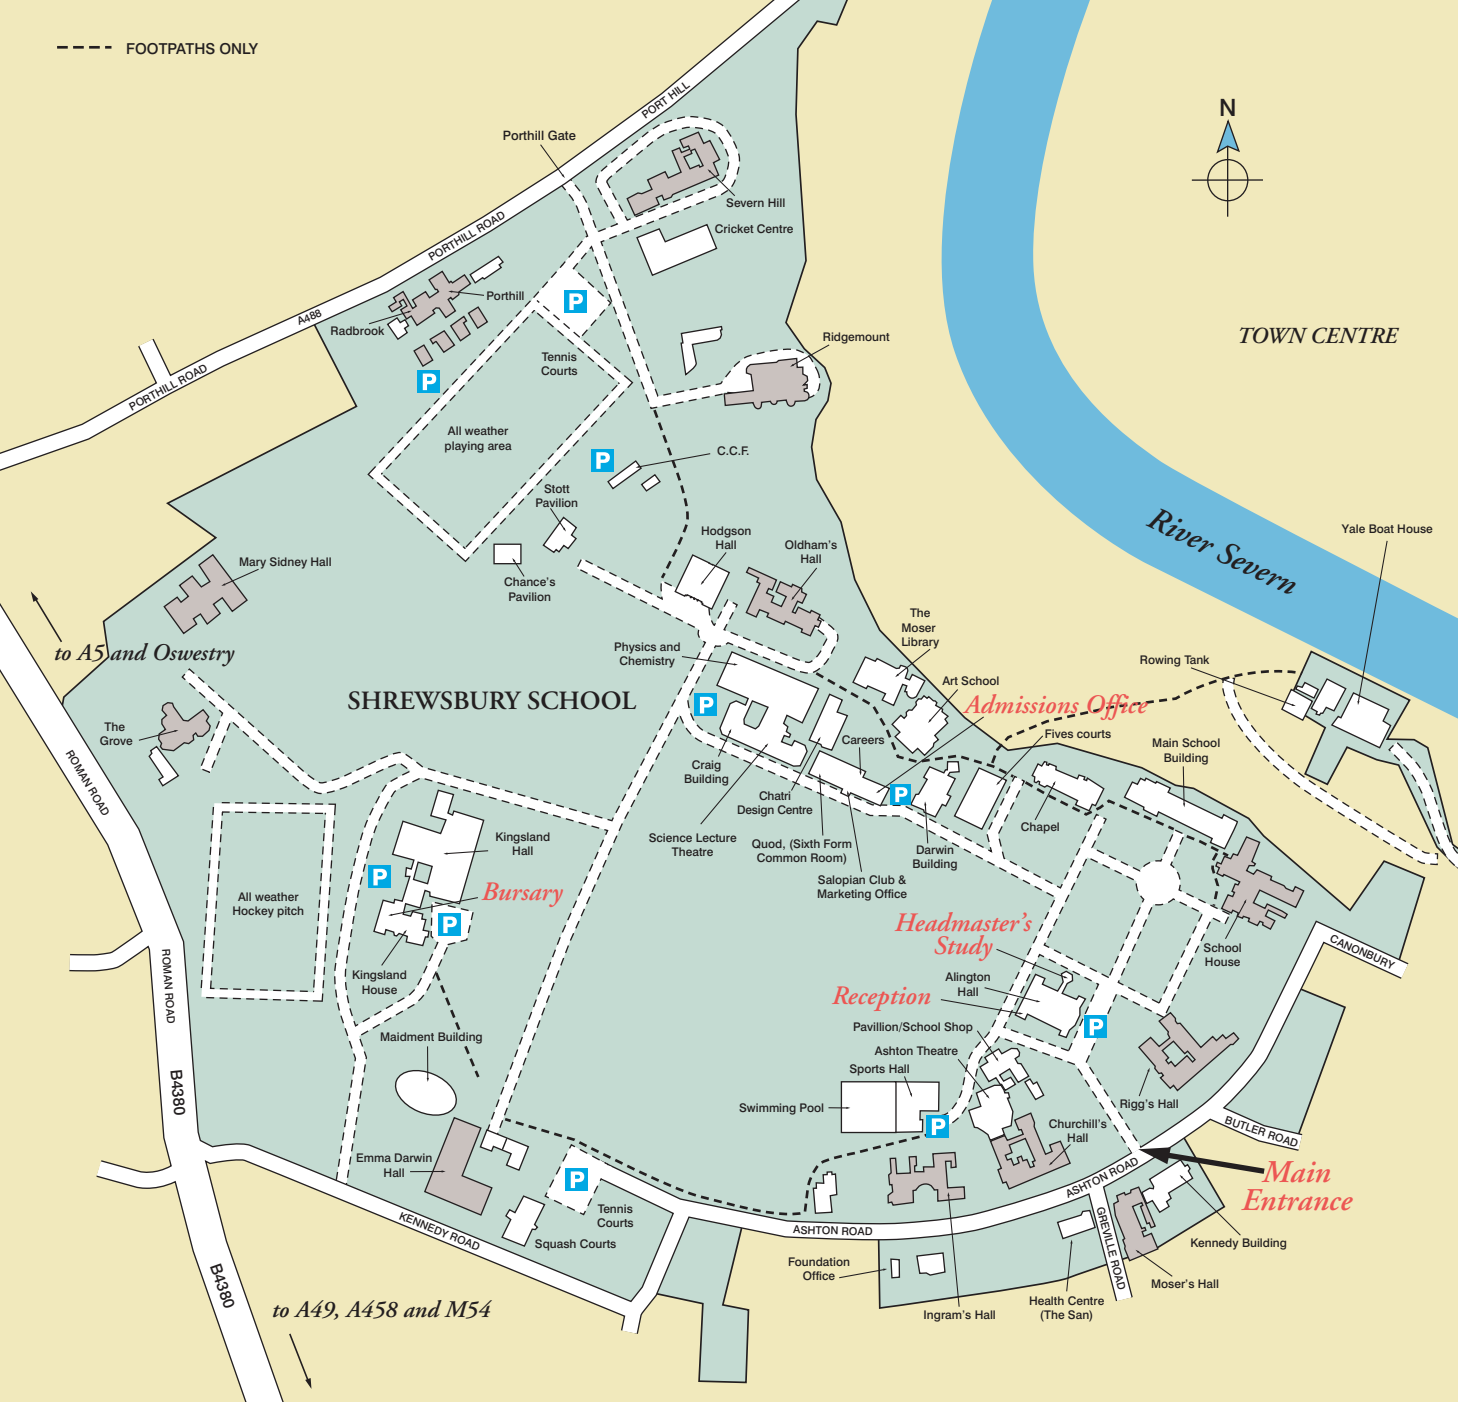 FOOTPATHS ONLY
N
PORT HILL
Porthill Gate
Severn Hill
Cricket Centre
PORTHILL ROAD
Porthill
P
A488
Radbrook
Ridgemount
TOWN CENTRE
Tennis
Courts
PORTHILL ROAD
P
All weather
playing area
P
C.C.F.
Stott
Pavilion
River Severn
Yale Boat House
Hodgson
Hall
Oldham's
Hall
Mary Sidney Hall
Chance's
Pavilion
The
Moser
Library
to A5 and Oswestry
Physics and
Chemistry
Rowing Tank
Art School
SHREWSBURY SCHOOL
P
Admissions Office
The
Grove
Careers
Fives courts
Main School
Building
ROMAN ROAD
Craig
Building
Chatri
Design Centre
P
Chapel
Kingsland
Hall
Science Lecture
Theatre
Quod, (Sixth Form
Common Room)
Darwin
Building
P
Salopian Club &
Marketing Office
Bursary
All weather
Hockey pitch
P
Headmaster's
Study
School
House
CANONBURY
ROMAN ROAD
Kingsland
House
Alington
Hall
Reception
P
Pavillion/School Shop
Maidment Building
Ashton Theatre
Sports Hall
B4380
Swimming Pool
P
Rigg's Hall
Churchill's
Hall
BUTLER ROAD
Emma Darwin
Hall
P
ASHTON ROAD
Main
Entrance
Tennis
Courts
KENNEDY ROAD
Squash Courts
ASHTON ROAD
GREVILLE ROAD
Kennedy Building
Foundation
Office
Moser's Hall
B4380
to A49, A458 and M54
Ingram's Hall
Health Centre
(The San)